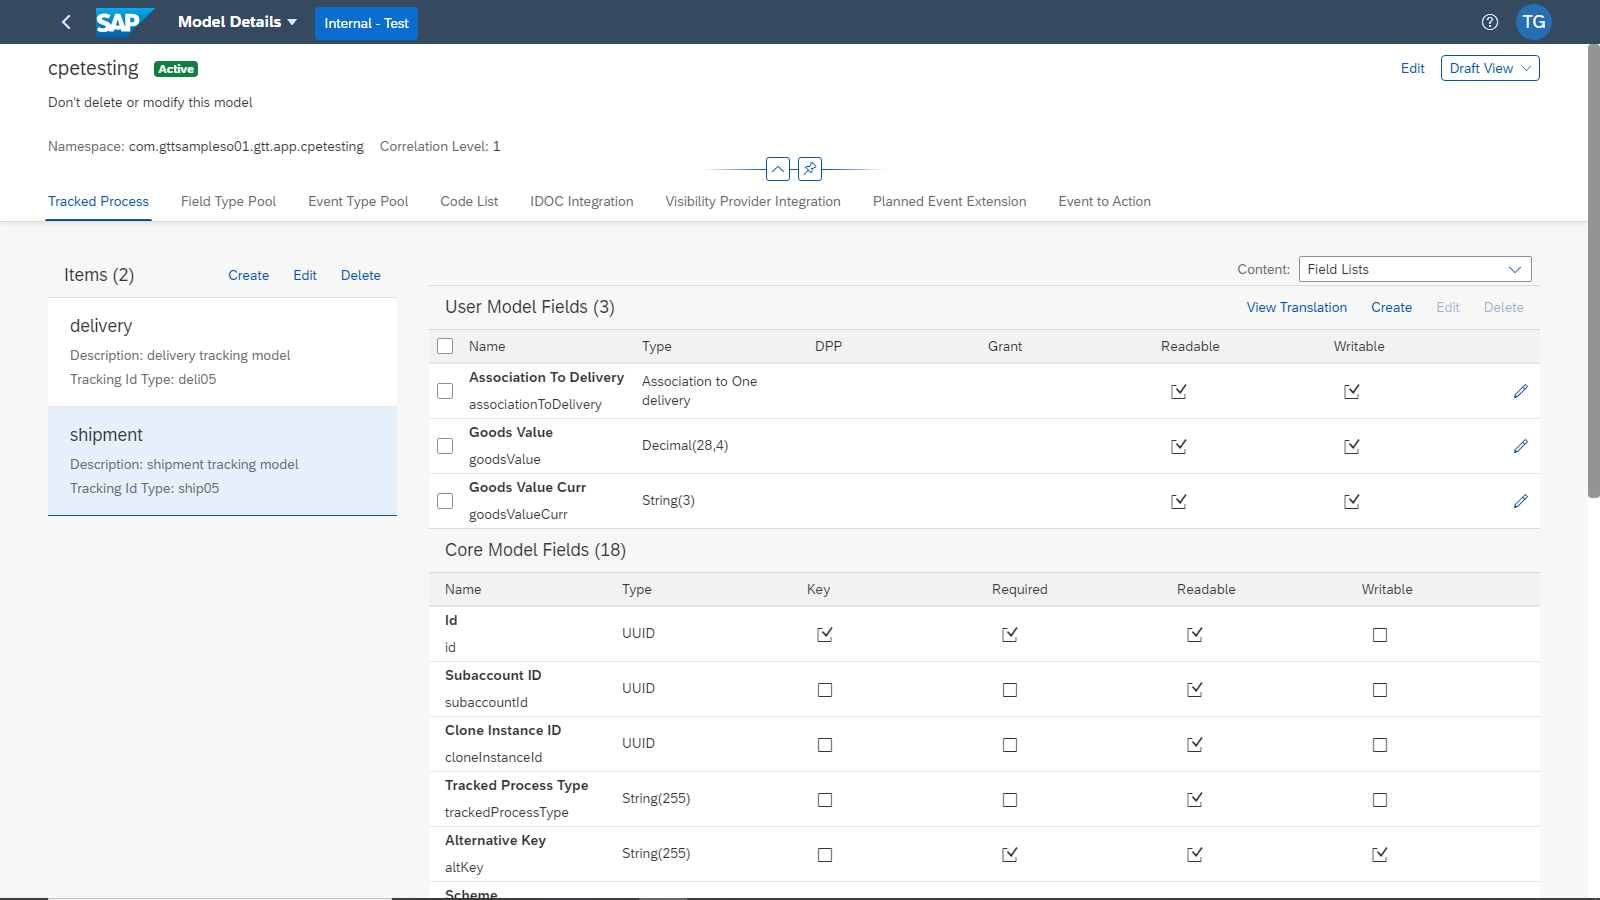 SAP
Model Details
Internal - Test
TG
cpetesting
Active
Edit
Draft View
Don't delete or modify this model
Namespace: com.gttsampleso01.gtt.app.cpetesting
Correlation Level: 1
Tracked Process
Field Type Pool
Event Type Pool
Code List
IDOC Integration
Visibility Provider Integration
Planned Event Extension
Event to Action
Items (2)
Create
Edit
Delete
delivery
Description: delivery tracking model
Tracking Id Type: deli05
shipment
Description: shipment tracking model
Tracking Id Type: ship05
Content:
Field Lists
User Model Fields (3)
View Translation
Create
Edit
Delete
Name
Type
DPP
Grant
Readable
Writable
Association To Delivery
associationToDelivery
Association to One
delivery
Goods Value
goodsValue
Decimal(28,4)
Goods Value Curr
goodsValueCurr
String(3)
Core Model Fields (18)
Name
Type
Key
Required
Readable
Writable
Id
id
UUID
Subaccount ID
subaccountId
UUID
Clone Instance ID
cloneInstanceId
UUID
Tracked Process Type
trackedProcessType
String(255)
Alternative Key
altKey
String(255)
Scheme